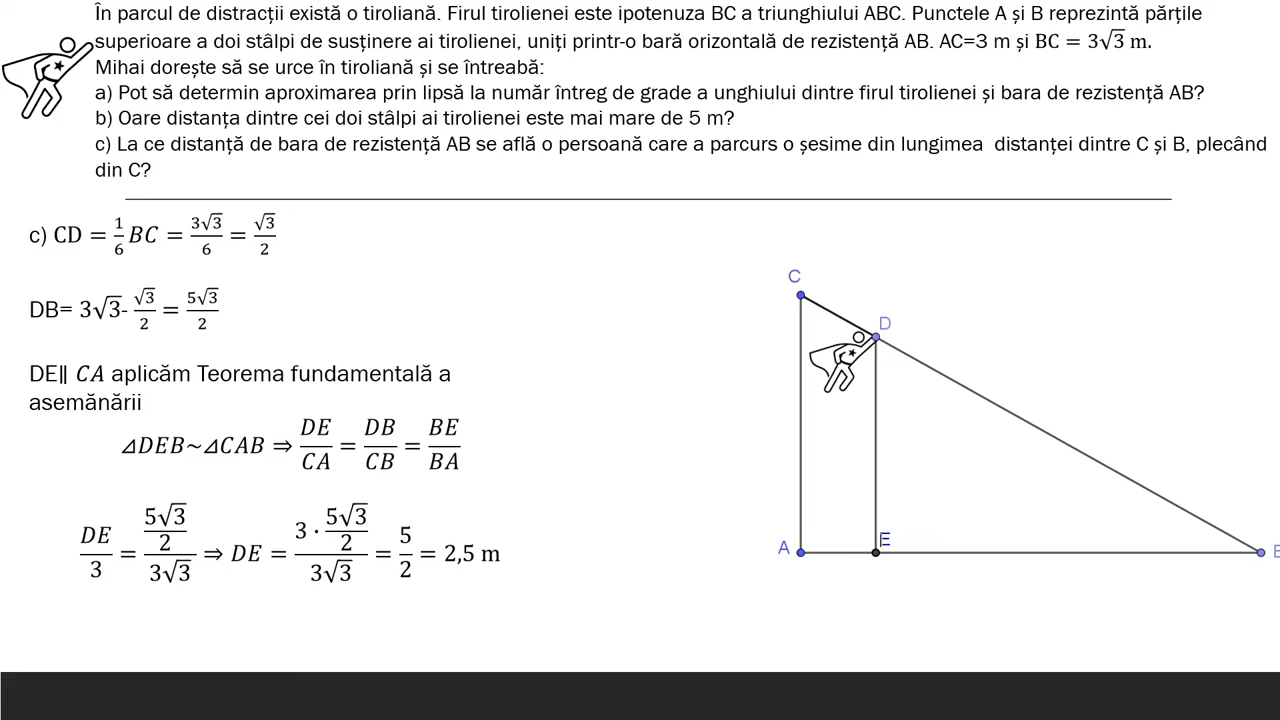 În parcul de distracții există o tiroliană. Firul tirolienei este ipotenuza BC a triunghiului ABC. Punctele A și B reprezintă părțile
superioare a doi stâlpi de susținere ai tirolienei, uniți printr-o bară orizontală de rezistență AB. AC=3 m și BC = 3√3 m.
Mihai dorește să se urce în tiroliană și se întreabă:
a) Pot să determin aproximarea prin lipsă la număr întreg de grade a unghiului dintre firul tirolienei și bara de rezistență AB?
b) Oare distanța dintre cei doi stâlpi ai tirolienei este mai mare de 5 m?
c) La ce distanță de bara de rezistență AB se află o persoană care a parcurs o șesime din lungimea distanței dintre C și B, plecând
din C?
c) CD = 1/6 BC = 3√3/6 = √3/2
DB= 3√3- √3/2 = 5√3/2
DE∥ CA aplicăm Teorema fundamentală a
asemănării
⊿DEB~⊿CAB ⇒ DE/CA = DB/CB = BE/BA
DE/3 = (5√3/2)/(3√3) ⇒ DE = (3·5√3/2)/(3√3) = 5/2 = 2,5 m
C
D
A
E
B